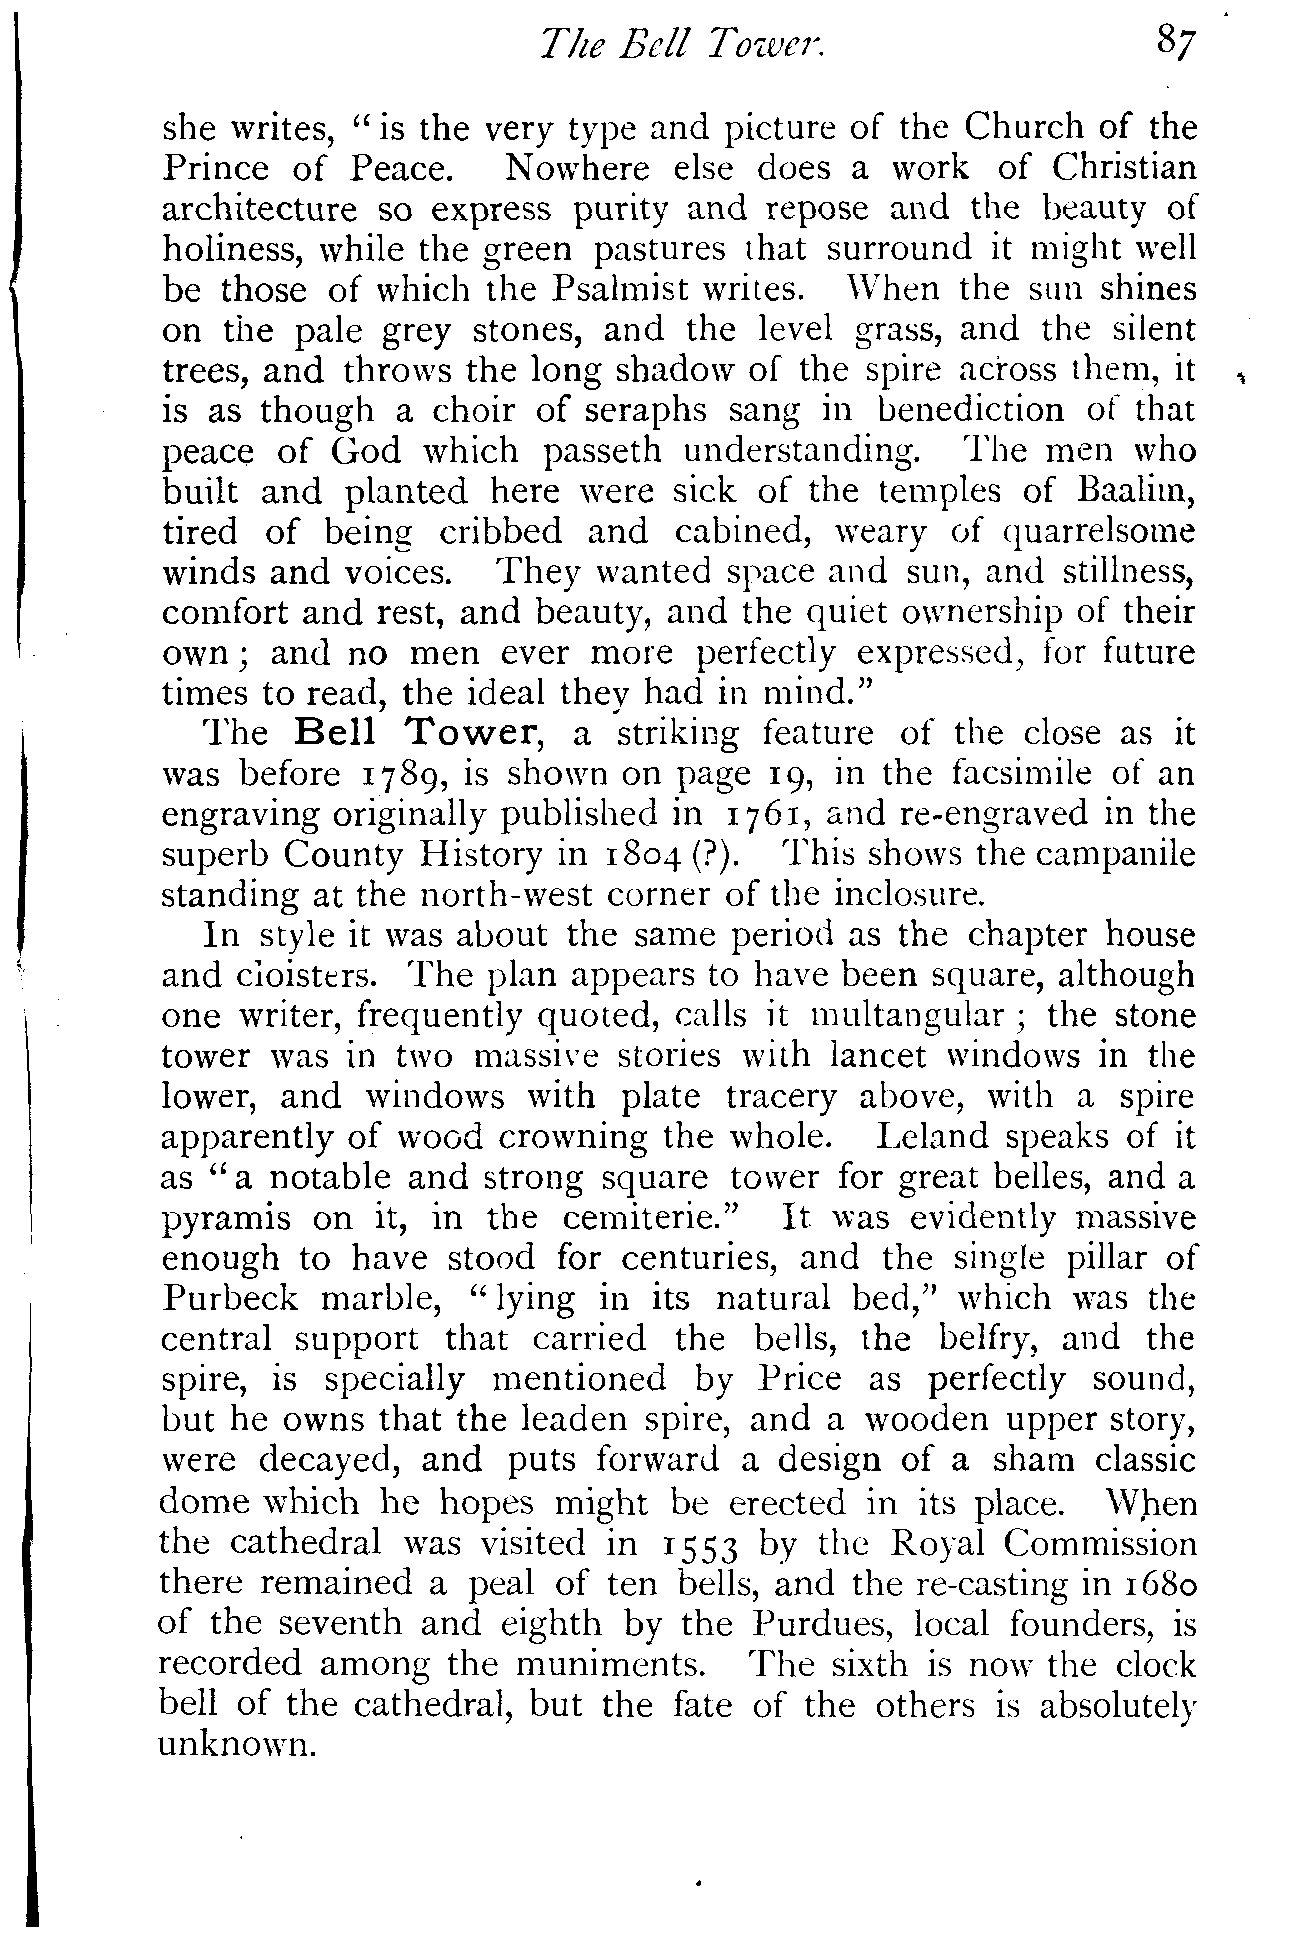 The Bell Tower. 87
she writes, “ is the very type and picture of the Church of the
Prince of Peace. Nowhere else does a work of Christian
architecture so express purity and repose and the beauty of
holiness, while the green pastures that surround it might well
be those of which the Psalmist writes. When the sun shines
on the pale grey stones, and the level grass, and the silent
trees, and throws the long shadow of the spire across them, it
is as though a choir of seraphs sang in benediction of that
peace of God which passeth understanding. The men who
built and planted here were sick of the temples of Baalim,
tired of being cribbed and cabined, weary of quarrelsome
winds and voices. They wanted space and sun, and stillness,
comfort and rest, and beauty, and the quiet ownership of their
own ; and no men ever more perfectly expressed, for future
times to read, the ideal they had in mind.”
The Bell Tower, a striking feature of the close as it
was before 1789, is shown on page 19, in the facsimile of an
engraving originally published in 1761, and re-engraved in the
superb County History in 1804 (?). This shows the campanile
standing at the north-west corner of the inclosure.
In style it was about the same period as the chapter house
and cloisters. The plan appears to have been square, although
one writer, frequently quoted, calls it multangular ; the stone
tower was in two massive stories with lancet windows in the
lower, and windows with plate tracery above, with a spire
apparently of wood crowning the whole. Leland speaks of it
as “ a notable and strong square tower for great belles, and a
pyramis on it, in the cemiterie.” It was evidently massive
enough to have stood for centuries, and the single pillar of
Purbeck marble, “ lying in its natural bed,” which was the
central support that carried the bells, the belfry, and the
spire, is specially mentioned by Price as perfectly sound,
but he owns that the leaden spire, and a wooden upper story,
were decayed, and puts forward a design of a sham classic
dome which he hopes might be erected in its place. When
the cathedral was visited in 1553 by the Royal Commission
there remained a peal of ten bells, and the re-casting in 1680
of the seventh and eighth by the Purdues, local founders, is
recorded among the muniments. The sixth is now the clock
bell of the cathedral, but the fate of the others is absolutely
unknown.